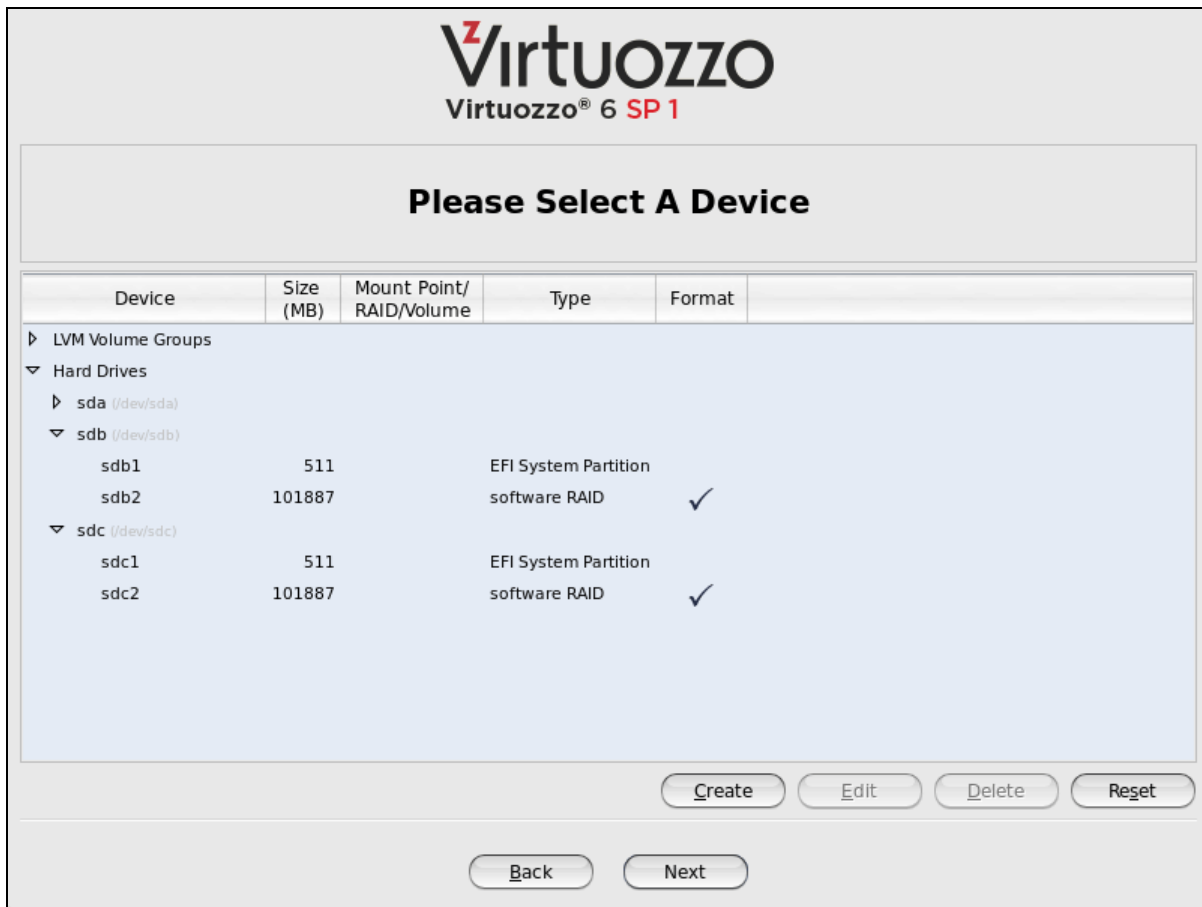 Virtuozzo
Virtuozzo® 6 SP 1
Please Select A Device
Device Size (MB) Mount Point/ RAID/Volume Type Format
LVM Volume Groups
Hard Drives
sda (/dev/sda)
sdb (/dev/sdb)
sdb1 511 EFI System Partition
sdb2 101887 software RAID
sdc (/dev/sdc)
sdc1 511 EFI System Partition
sdc2 101887 software RAID
Create Edit Delete Reset
Back Next